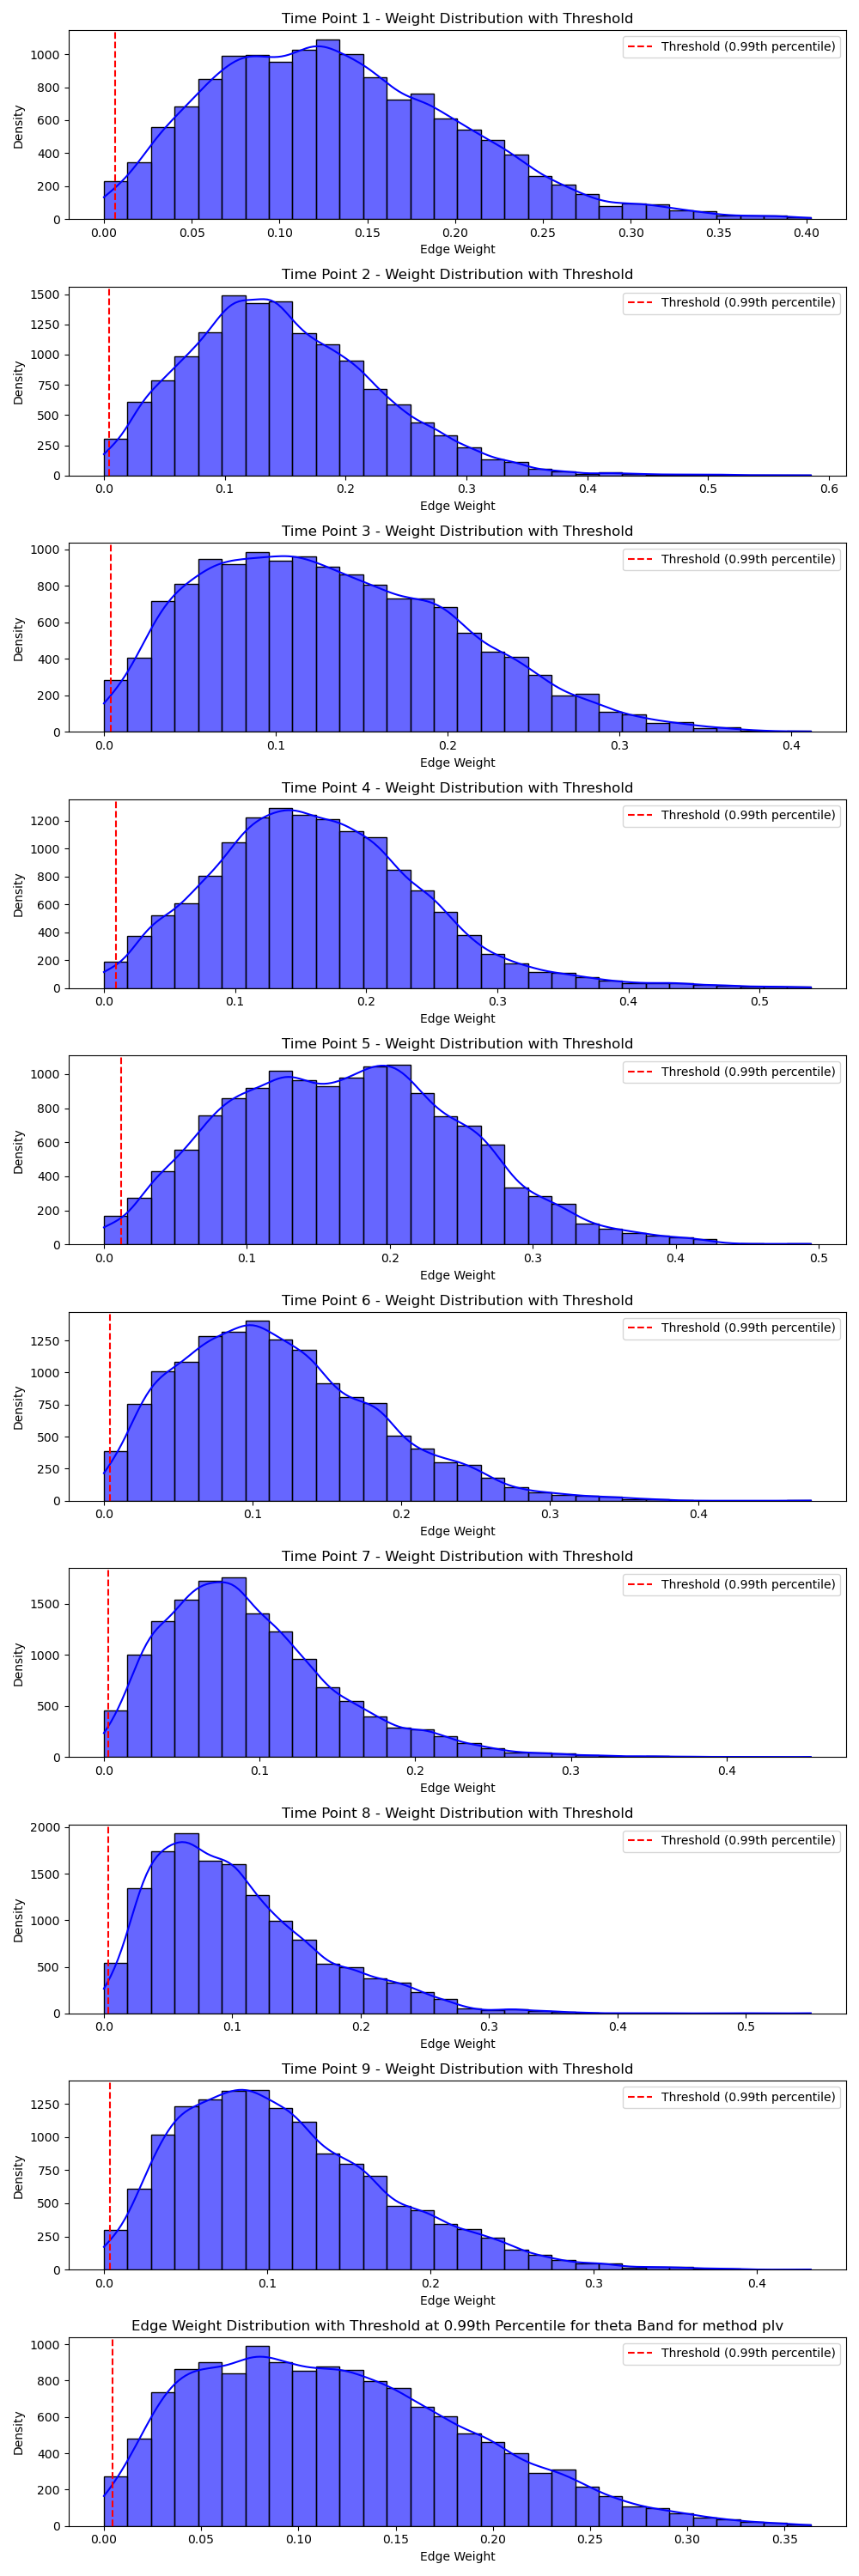 Time Point 1 - Weight Distribution with Threshold
Threshold (0.99th percentile)
Density
1000
800
600
400
200
0
0.00 0.05 0.10 0.15 0.20 0.25 0.30 0.35 0.40
Edge Weight
Time Point 2 - Weight Distribution with Threshold
Threshold (0.99th percentile)
Density
1500
1250
1000
750
500
250
0
0.0 0.1 0.2 0.3 0.4 0.5 0.6
Edge Weight
Time Point 3 - Weight Distribution with Threshold
Threshold (0.99th percentile)
Density
1000
800
600
400
200
0
0.0 0.1 0.2 0.3 0.4
Edge Weight
Time Point 4 - Weight Distribution with Threshold
Threshold (0.99th percentile)
Density
1200
1000
800
600
400
200
0
0.0 0.1 0.2 0.3 0.4 0.5
Edge Weight
Time Point 5 - Weight Distribution with Threshold
Threshold (0.99th percentile)
Density
1000
800
600
400
200
0
0.0 0.1 0.2 0.3 0.4 0.5
Edge Weight
Time Point 6 - Weight Distribution with Threshold
Threshold (0.99th percentile)
Density
1250
1000
750
500
250
0
0.0 0.1 0.2 0.3 0.4
Edge Weight
Time Point 7 - Weight Distribution with Threshold
Threshold (0.99th percentile)
Density
1500
1000
500
0
0.0 0.1 0.2 0.3 0.4
Edge Weight
Time Point 8 - Weight Distribution with Threshold
Threshold (0.99th percentile)
Density
2000
1500
1000
500
0
0.0 0.1 0.2 0.3 0.4 0.5
Edge Weight
Time Point 9 - Weight Distribution with Threshold
Threshold (0.99th percentile)
Density
1250
1000
750
500
250
0
0.0 0.1 0.2 0.3 0.4
Edge Weight
Edge Weight Distribution with Threshold at 0.99th Percentile for theta Band for method plv
Threshold (0.99th percentile)
Density
1000
800
600
400
200
0
0.00 0.05 0.10 0.15 0.20 0.25 0.30 0.35
Edge Weight